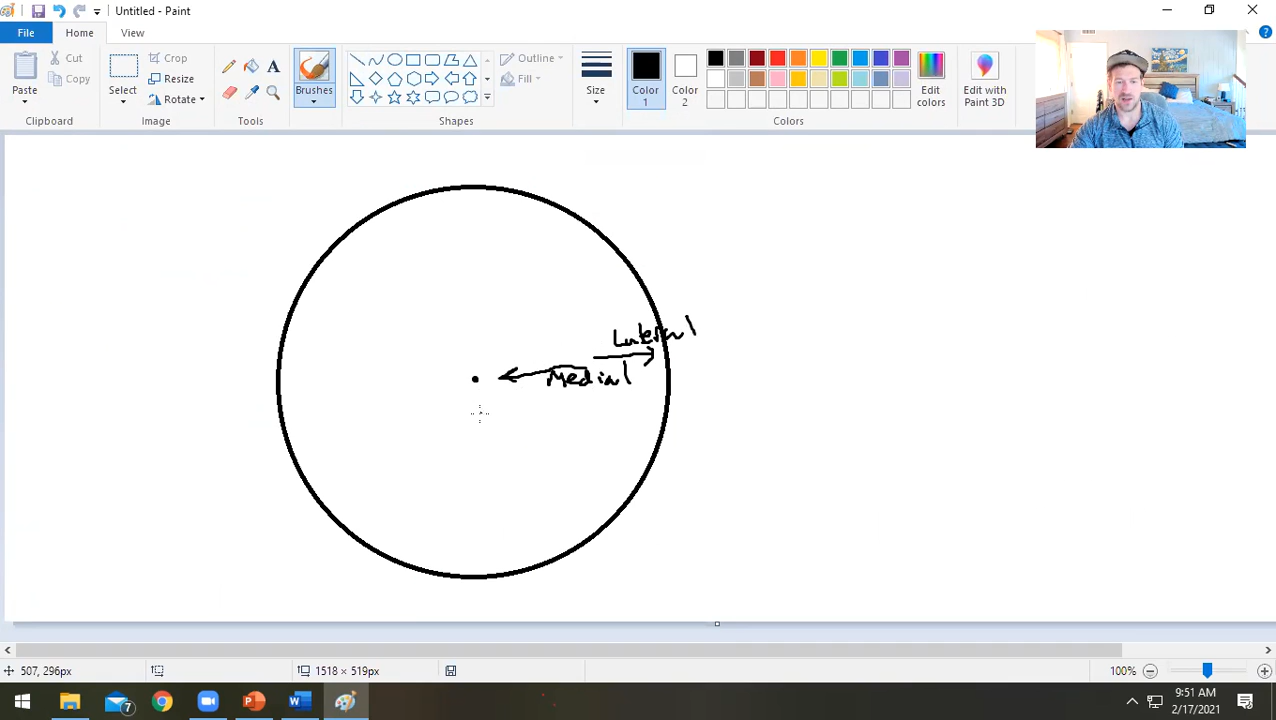 Untitled - Paint
File
Home
View
Paste
Cut
Copy
Clipboard
Select
Crop
Resize
Rotate
Image
Tools
Brushes
Outline
Fill
Shapes
Size
Color 1
Color 2
Colors
Edit colors
Edit with Paint 3D
Lateral
Medial
507, 296px
1518 × 519px
100%
7
9:51 AM
2/17/2021